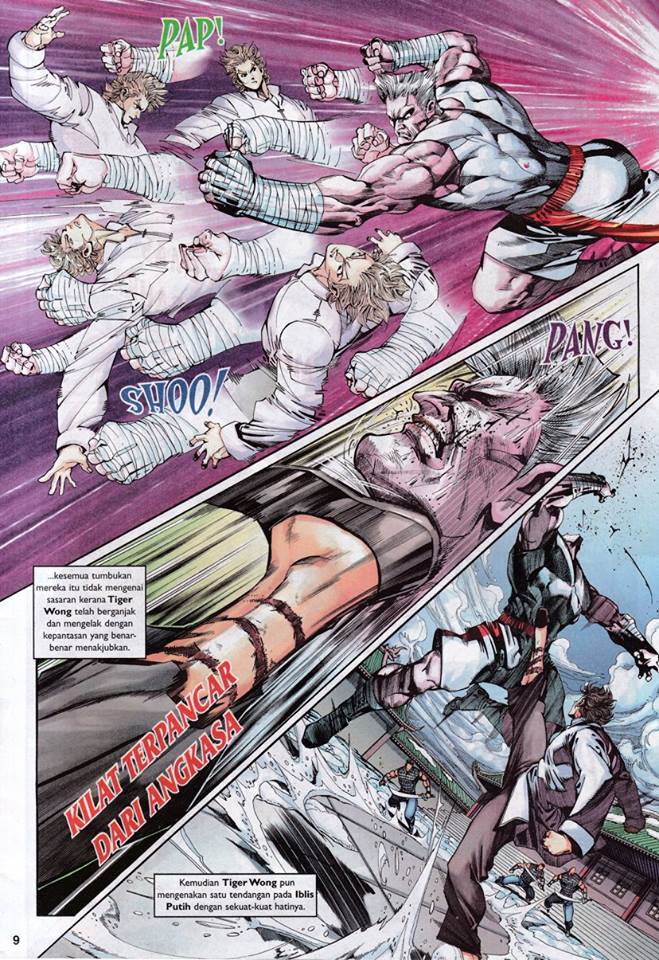 PAP!
SHOO!
PANG!
...kesemua tumbukan
mereka itu tidak mengenai
sasaran kerana Tiger
Wong telah berganjak
dan mengelak dengan
kepantasan yang benar-
benar menakjubkan.
KILAT TERPANCAR
DARI ANGKASA
Kemudian Tiger Wong pun
mengenakan satu tendangan pada Iblis
Putih dengan sekuat-kuat hatinya.
9